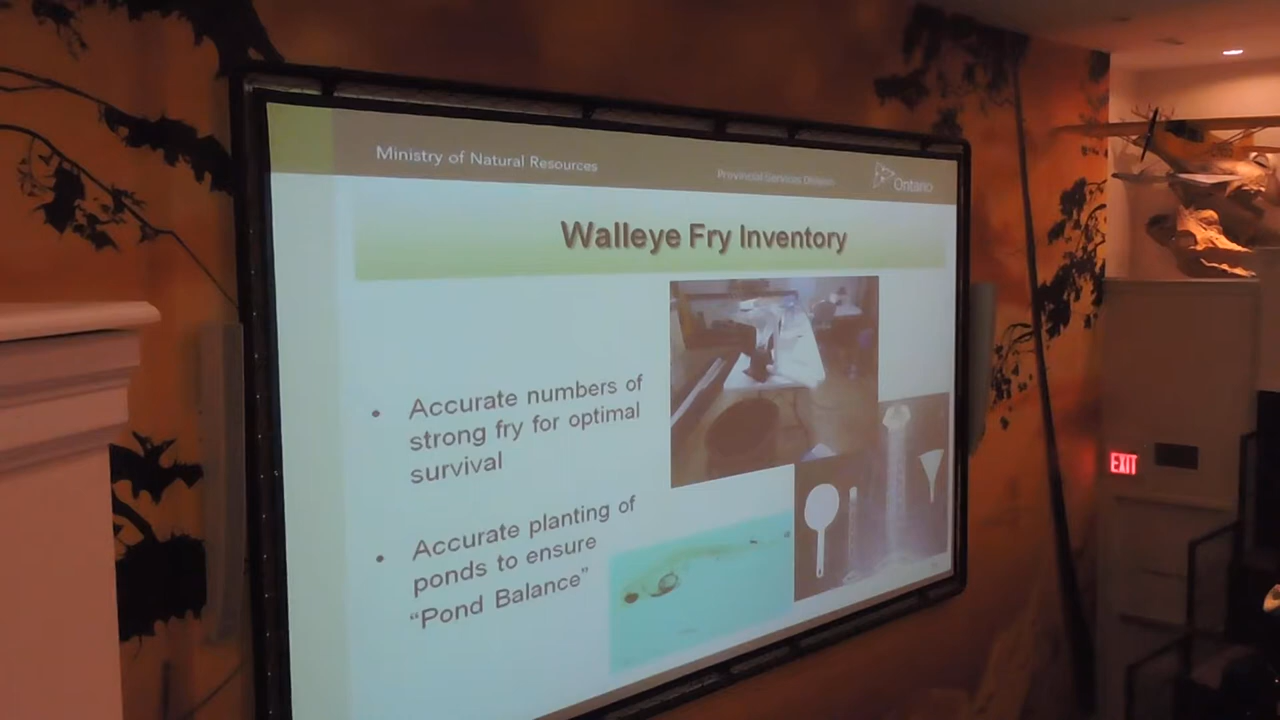 Ministry of Natural Resources
Provincial Services Division
Ontario
Walleye Fry Inventory
• Accurate numbers of
strong fry for optimal
survival
• Accurate planting of
ponds to ensure
“Pond Balance”
EXIT